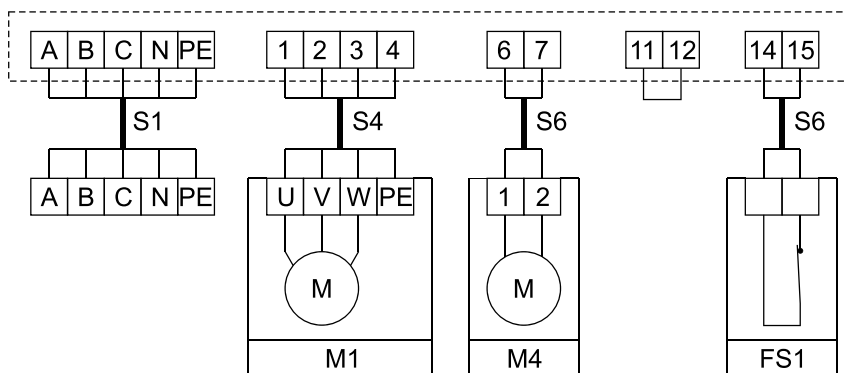 A B C N PE 1 2 3 4 6 7 11 12 14 15
S1 S4 S6 S6
A B C N PE U V W PE 1 2
M M
M1 M4 FS1